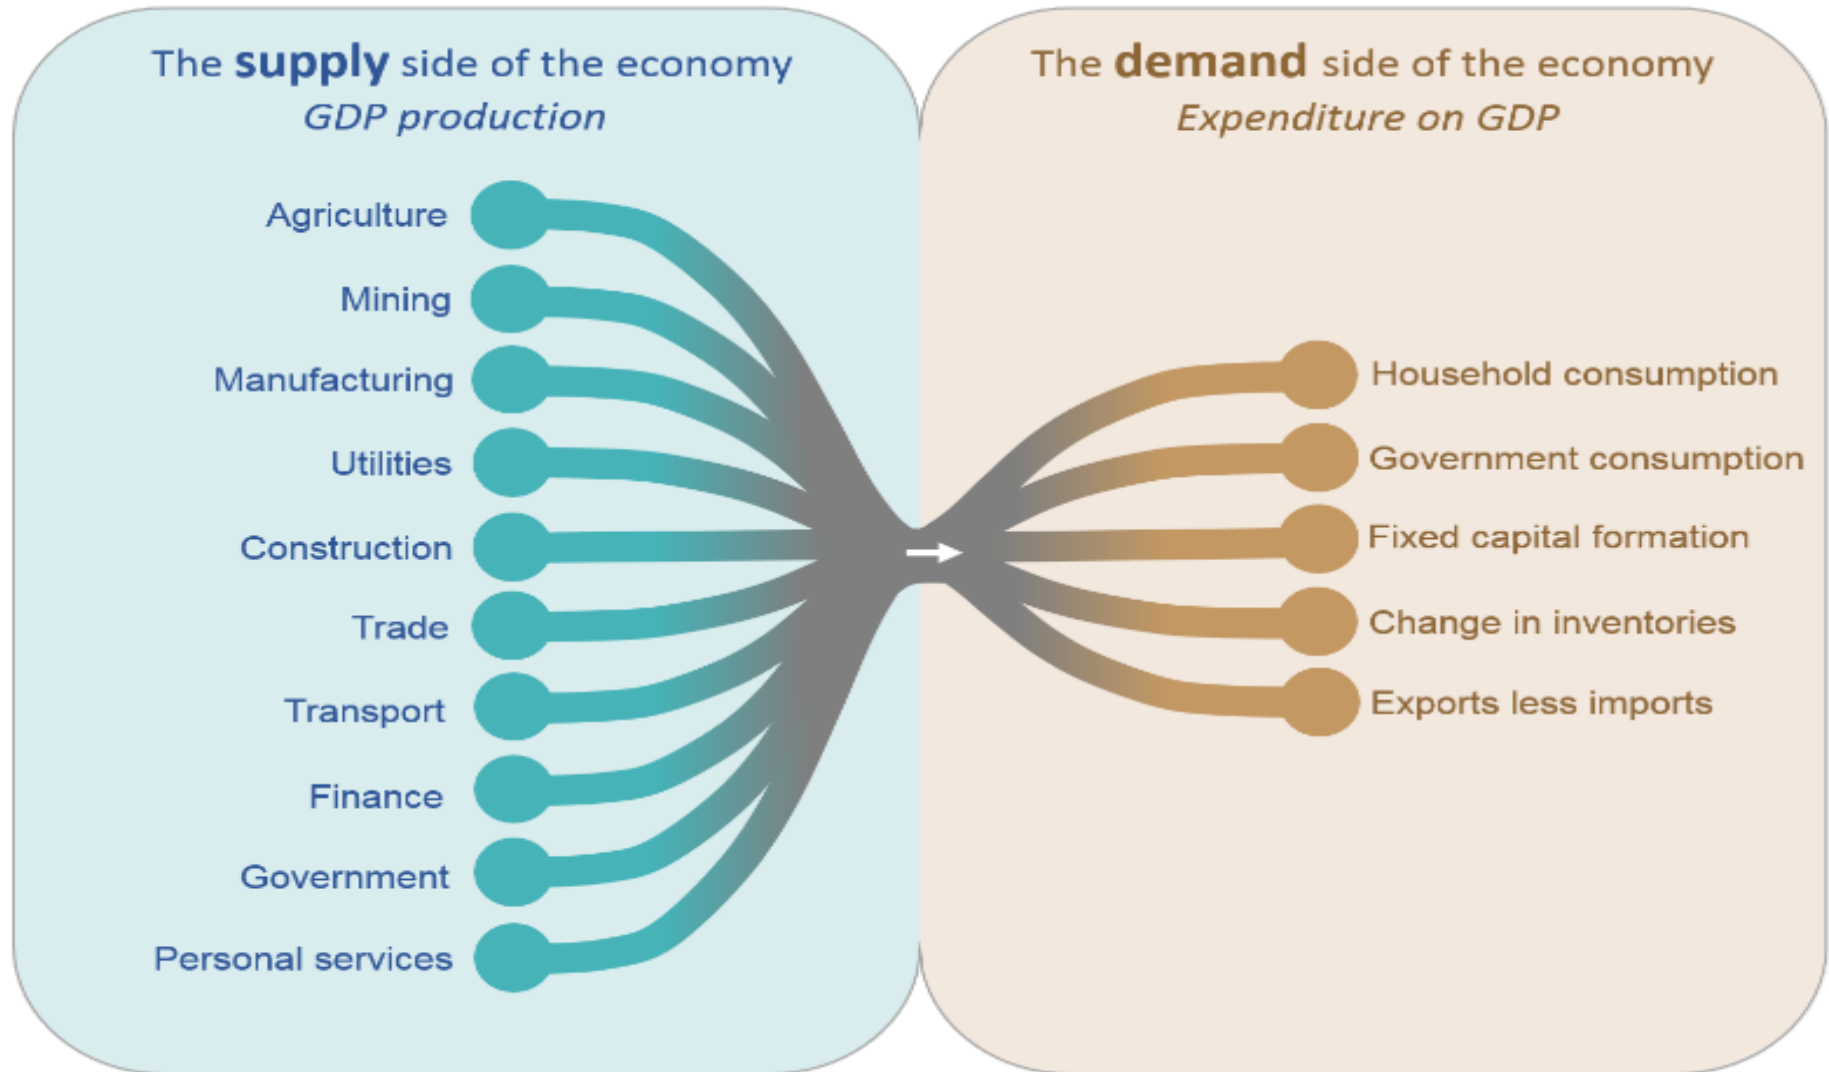 The supply side of the economy
GDP production
Agriculture
Mining
Manufacturing
Utilities
Construction
Trade
Transport
Finance
Government
Personal services
The demand side of the economy
Expenditure on GDP
Household consumption
Government consumption
Fixed capital formation
Change in inventories
Exports less imports